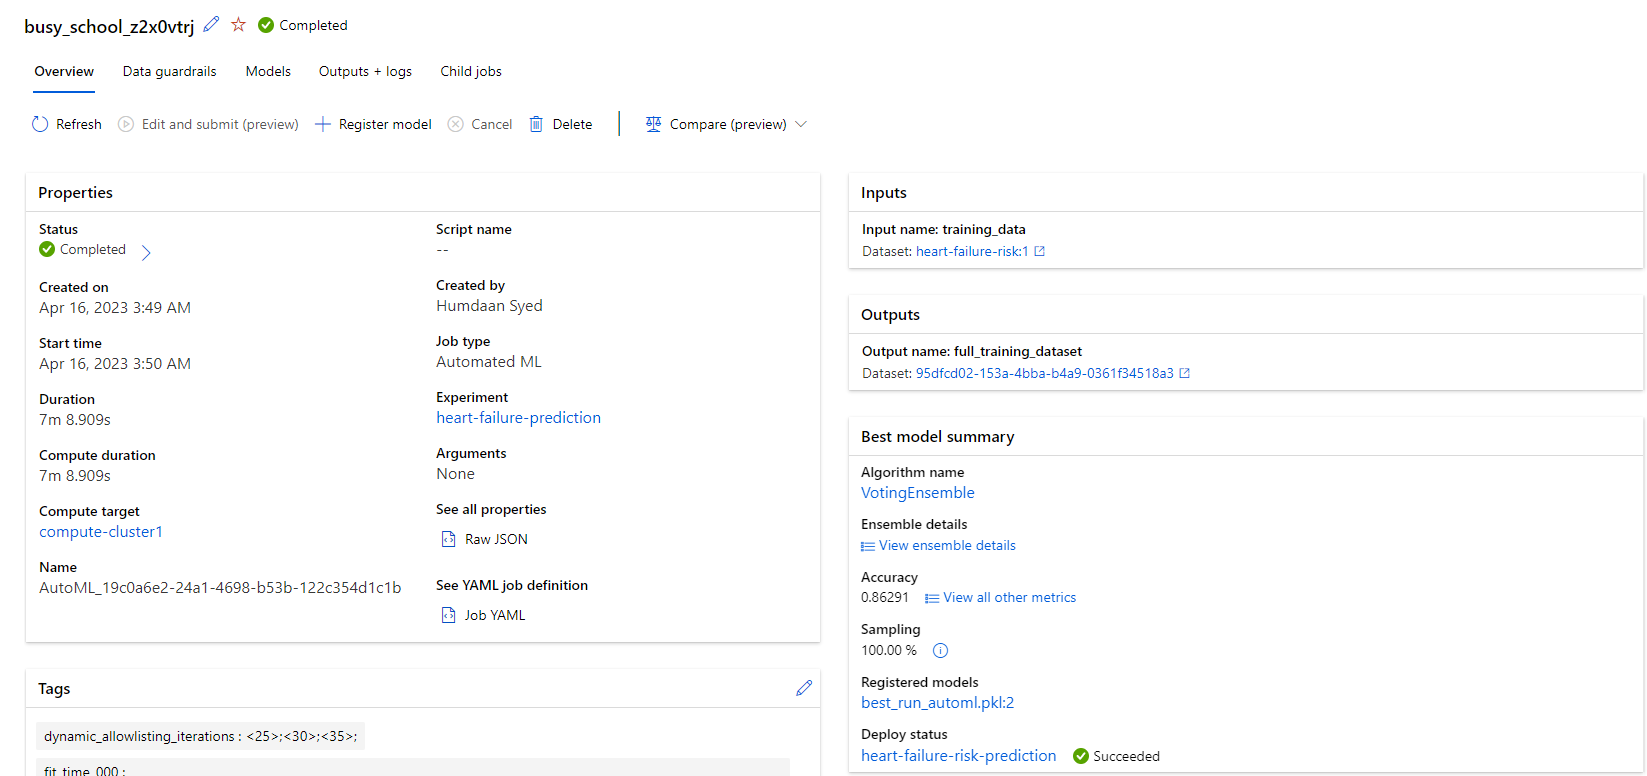 busy_school_z2x0vtrj Completed
Overview Data guardrails Models Outputs + logs Child jobs
Refresh Edit and submit (preview) Register model Cancel Delete Compare (preview)
Properties
Status
Completed
Created on
Apr 16, 2023 3:49 AM
Start time
Apr 16, 2023 3:50 AM
Duration
7m 8.909s
Compute duration
7m 8.909s
Compute target
compute-cluster1
Name
AutoML_19c0a6e2-24a1-4698-b53b-122c354d1c1b
Script name
--
Created by
Humdaan Syed
Job type
Automated ML
Experiment
heart-failure-prediction
Arguments
None
See all properties
Raw JSON
See YAML job definition
Job YAML
Tags
dynamic_allowlisting_iterations : <25>;<30>;<35>;
fit_time_000 :
Inputs
Input name: training_data
Dataset: heart-failure-risk:1
Outputs
Output name: full_training_dataset
Dataset: 95dfcd02-153a-4bba-b4a9-0361f34518a3
Best model summary
Algorithm name
VotingEnsemble
Ensemble details
View ensemble details
Accuracy
0.86291 View all other metrics
Sampling
100.00 %
Registered models
best_run_automl.pkl:2
Deploy status
heart-failure-risk-prediction Succeeded